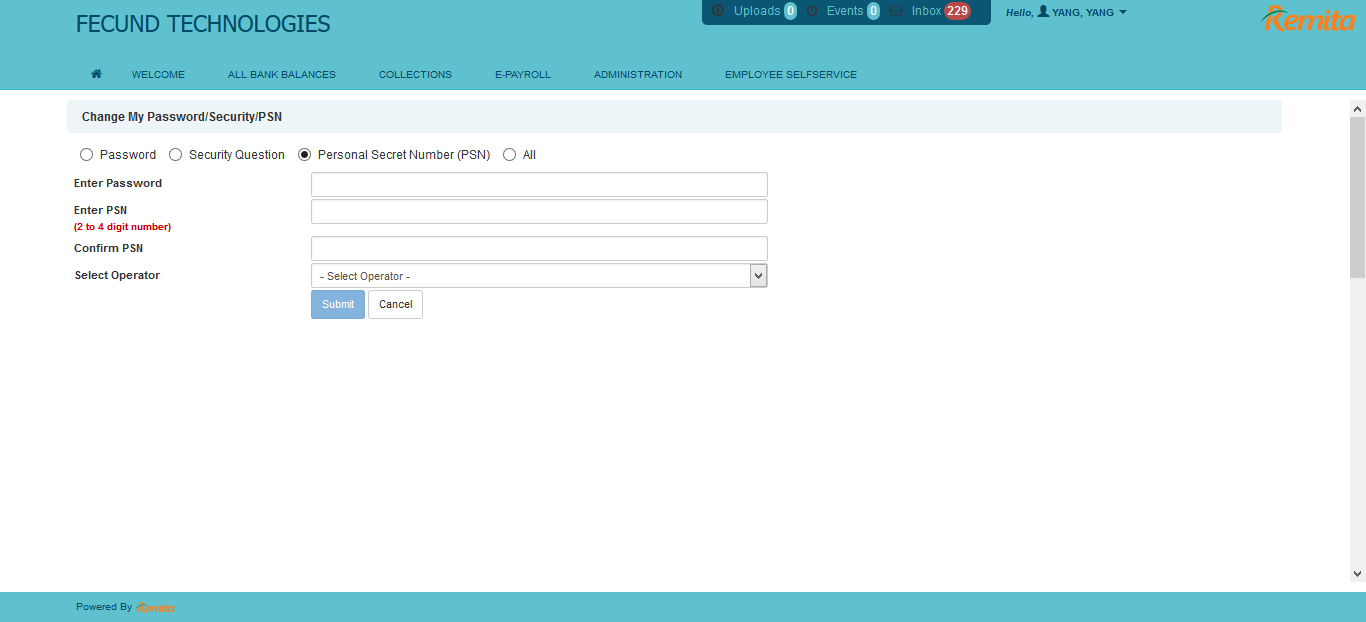 FECUND TECHNOLOGIES
Uploads 0 Events 0 Inbox 229
Hello, YANG, YANG
Remita
WELCOME ALL BANK BALANCES COLLECTIONS E-PAYROLL ADMINISTRATION EMPLOYEE SELFSERVICE
Change My Password/Security/PSN
Password Security Question Personal Secret Number (PSN) All
Enter Password
Enter PSN
(2 to 4 digit number)
Confirm PSN
Select Operator - Select Operator -
Submit Cancel
Powered By Remita